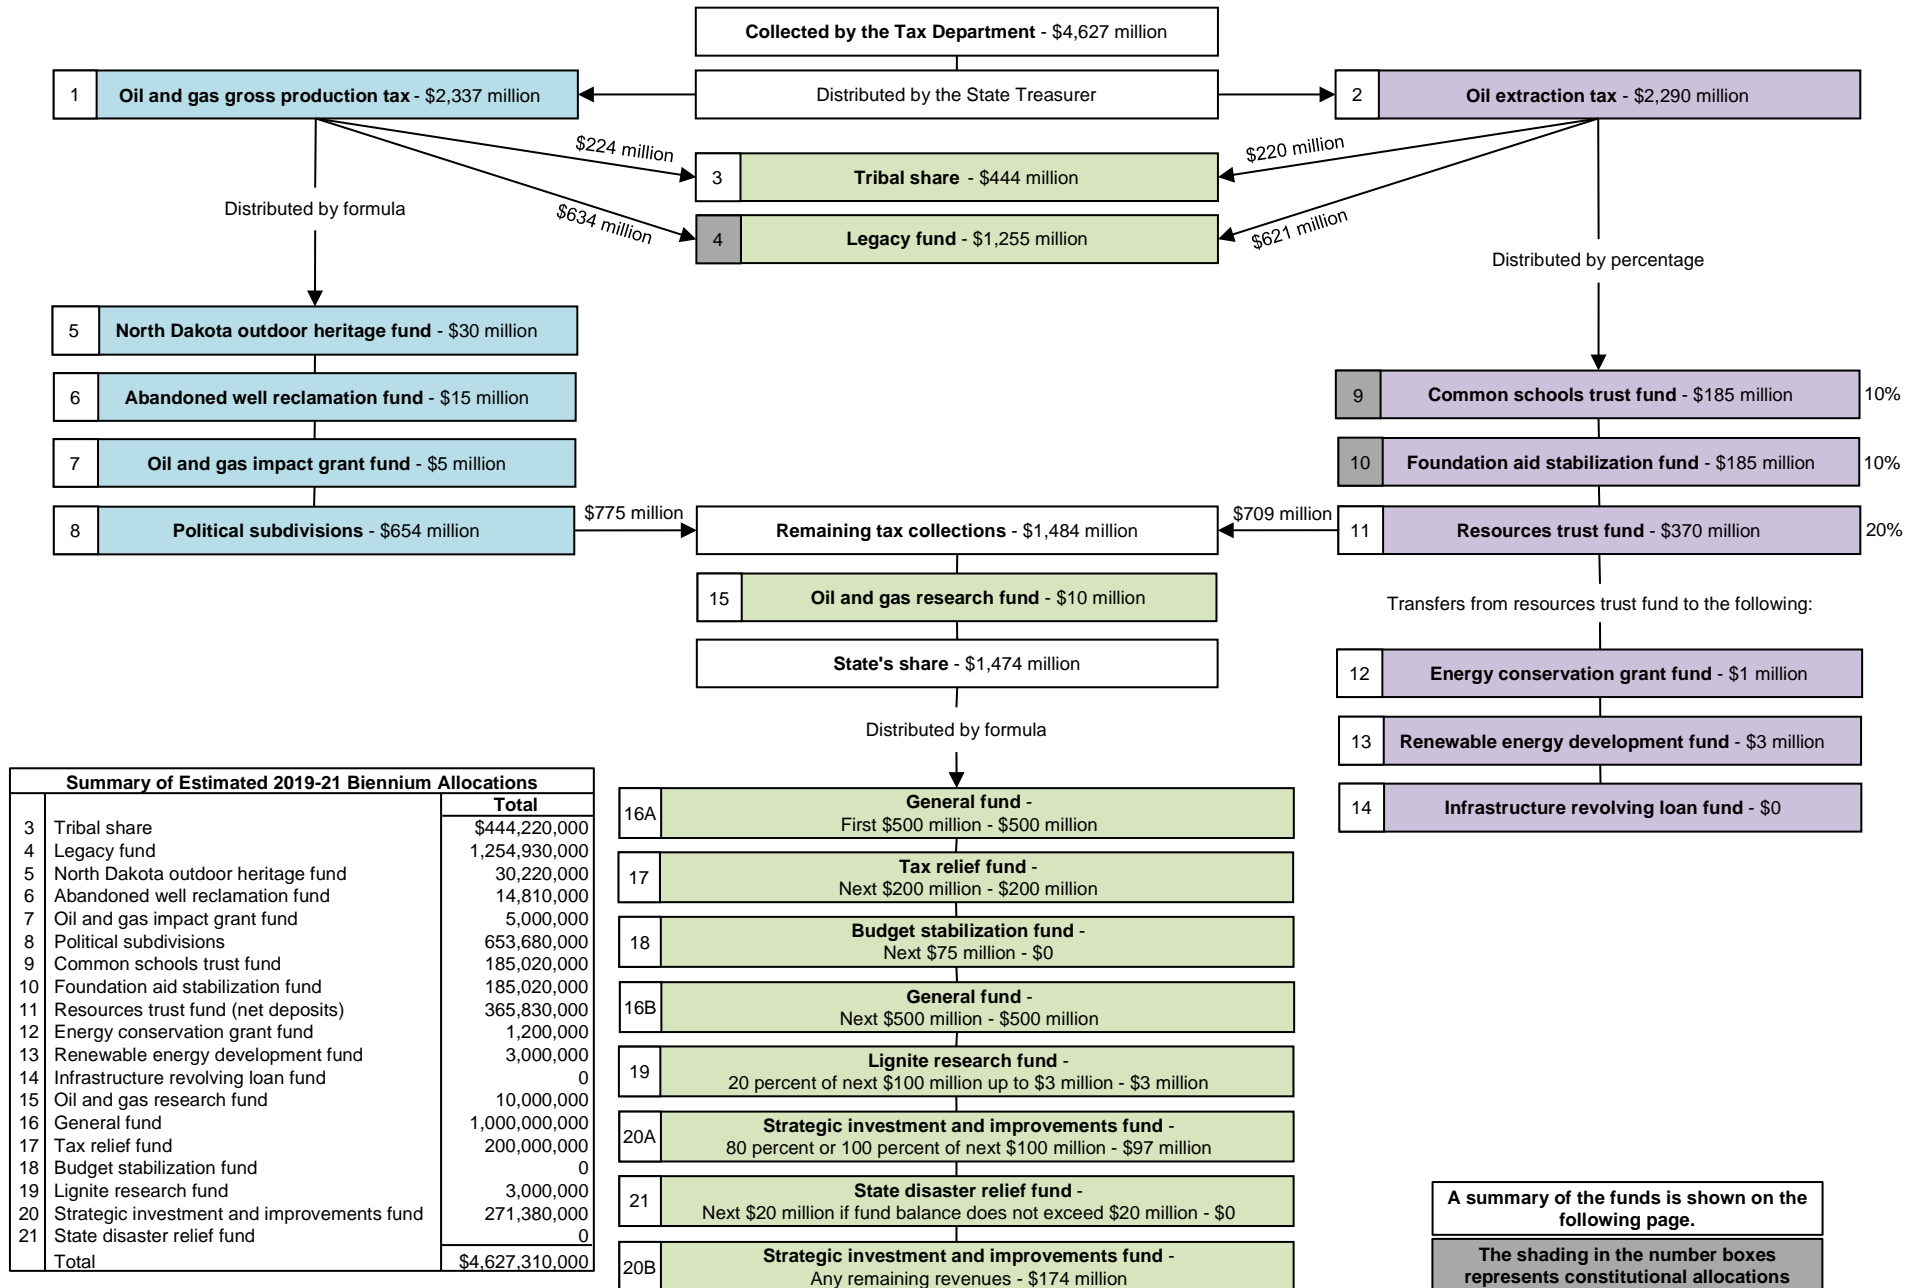 Collected by the Tax Department - $4,627 million
1 Oil and gas gross production tax - $2,337 million
Distributed by the State Treasurer
2 Oil extraction tax - $2,290 million
$224 million
$220 million
3 Tribal share - $444 million
Distributed by formula
$634 million
4 Legacy fund - $1,255 million
$621 million
Distributed by percentage
5 North Dakota outdoor heritage fund - $30 million
6 Abandoned well reclamation fund - $15 million
9 Common schools trust fund - $185 million 10%
7 Oil and gas impact grant fund - $5 million
10 Foundation aid stabilization fund - $185 million 10%
8 Political subdivisions - $654 million
$775 million
Remaining tax collections - $1,484 million
$709 million
11 Resources trust fund - $370 million 20%
15 Oil and gas research fund - $10 million
Transfers from resources trust fund to the following:
State's share - $1,474 million
12 Energy conservation grant fund - $1 million
Distributed by formula
13 Renewable energy development fund - $3 million
14 Infrastructure revolving loan fund - $0
Summary of Estimated 2019-21 Biennium Allocations
Total
3 Tribal share $444,220,000
4 Legacy fund 1,254,930,000
5 North Dakota outdoor heritage fund 30,220,000
6 Abandoned well reclamation fund 14,810,000
7 Oil and gas impact grant fund 5,000,000
8 Political subdivisions 653,680,000
9 Common schools trust fund 185,020,000
10 Foundation aid stabilization fund 185,020,000
11 Resources trust fund (net deposits) 365,830,000
12 Energy conservation grant fund 1,200,000
13 Renewable energy development fund 3,000,000
14 Infrastructure revolving loan fund 0
15 Oil and gas research fund 10,000,000
16 General fund 1,000,000,000
17 Tax relief fund 200,000,000
18 Budget stabilization fund 0
19 Lignite research fund 3,000,000
20 Strategic investment and improvements fund 271,380,000
21 State disaster relief fund 0
Total $4,627,310,000
16A General fund -
First $500 million - $500 million
17 Tax relief fund -
Next $200 million - $200 million
18 Budget stabilization fund -
Next $75 million - $0
16B General fund -
Next $500 million - $500 million
19 Lignite research fund -
20 percent of next $100 million up to $3 million - $3 million
20A Strategic investment and improvements fund -
80 percent or 100 percent of next $100 million - $97 million
21 State disaster relief fund -
Next $20 million if fund balance does not exceed $20 million - $0
20B Strategic investment and improvements fund -
Any remaining revenues - $174 million
A summary of the funds is shown on the
following page.
The shading in the number boxes
represents constitutional allocations